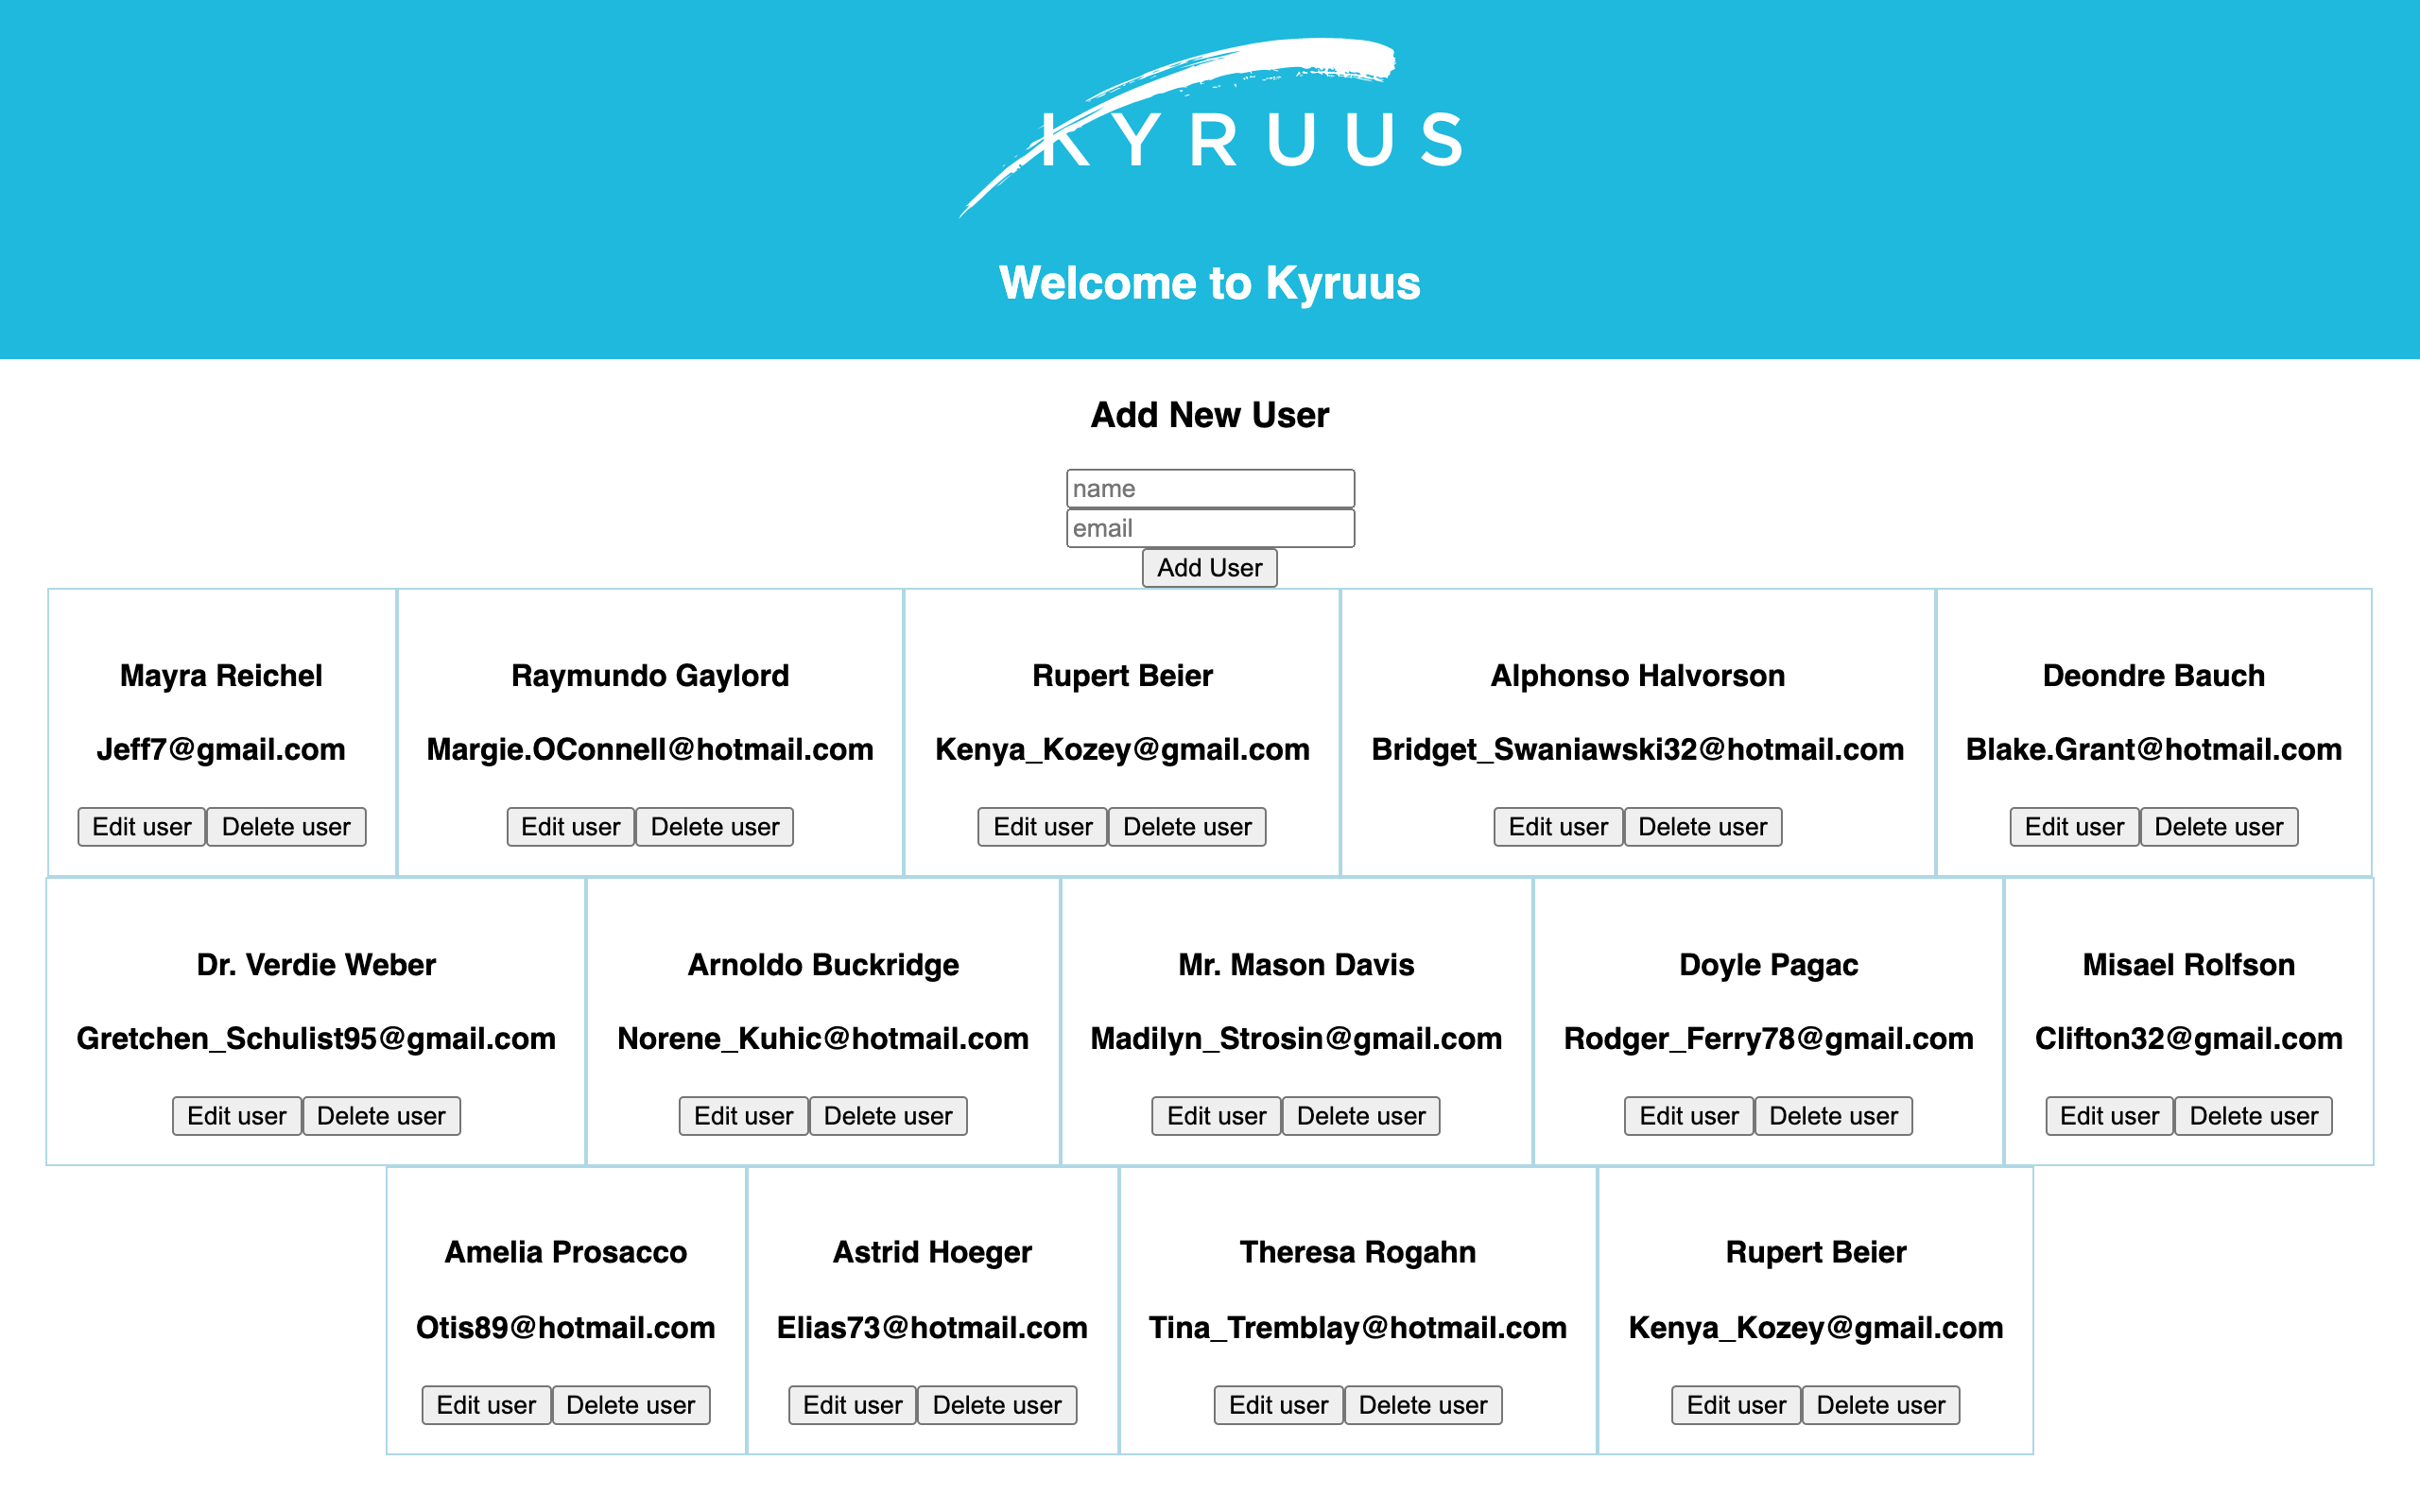 KYRUUS
Welcome to Kyruus
Add New User
name
email
Add User
Mayra Reichel
Jeff7@gmail.com
Edit user Delete user
Raymundo Gaylord
Margie.OConnell@hotmail.com
Edit user Delete user
Rupert Beier
Kenya_Kozey@gmail.com
Edit user Delete user
Alphonso Halvorson
Bridget_Swaniawski32@hotmail.com
Edit user Delete user
Deondre Bauch
Blake.Grant@hotmail.com
Edit user Delete user
Dr. Verdie Weber
Gretchen_Schulist95@gmail.com
Edit user Delete user
Arnoldo Buckridge
Norene_Kuhic@hotmail.com
Edit user Delete user
Mr. Mason Davis
Madilyn_Strosin@gmail.com
Edit user Delete user
Doyle Pagac
Rodger_Ferry78@gmail.com
Edit user Delete user
Misael Rolfson
Clifton32@gmail.com
Edit user Delete user
Amelia Prosacco
Otis89@hotmail.com
Edit user Delete user
Astrid Hoeger
Elias73@hotmail.com
Edit user Delete user
Theresa Rogahn
Tina_Tremblay@hotmail.com
Edit user Delete user
Rupert Beier
Kenya_Kozey@gmail.com
Edit user Delete user